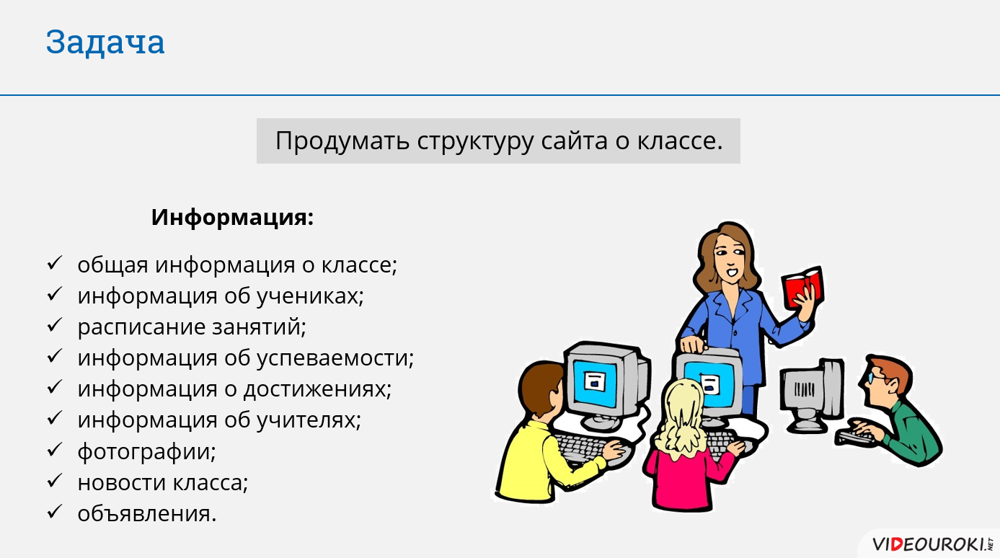 Задача
Продумать структуру сайта о классе.
Информация:
✓ общая информация о классе;
✓ информация об учениках;
✓ расписание занятий;
✓ информация об успеваемости;
✓ информация о достижениях;
✓ информация об учителях;
✓ фотографии;
✓ новости класса;
✓ объявления.
VIDEOUROKI.NET